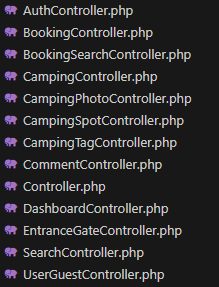 AuthController.php
BookingController.php
BookingSearchController.php
CampingController.php
CampingPhotoController.php
CampingSpotController.php
CampingTagController.php
CommentController.php
Controller.php
DashboardController.php
EntranceGateController.php
SearchController.php
UserGuestController.php